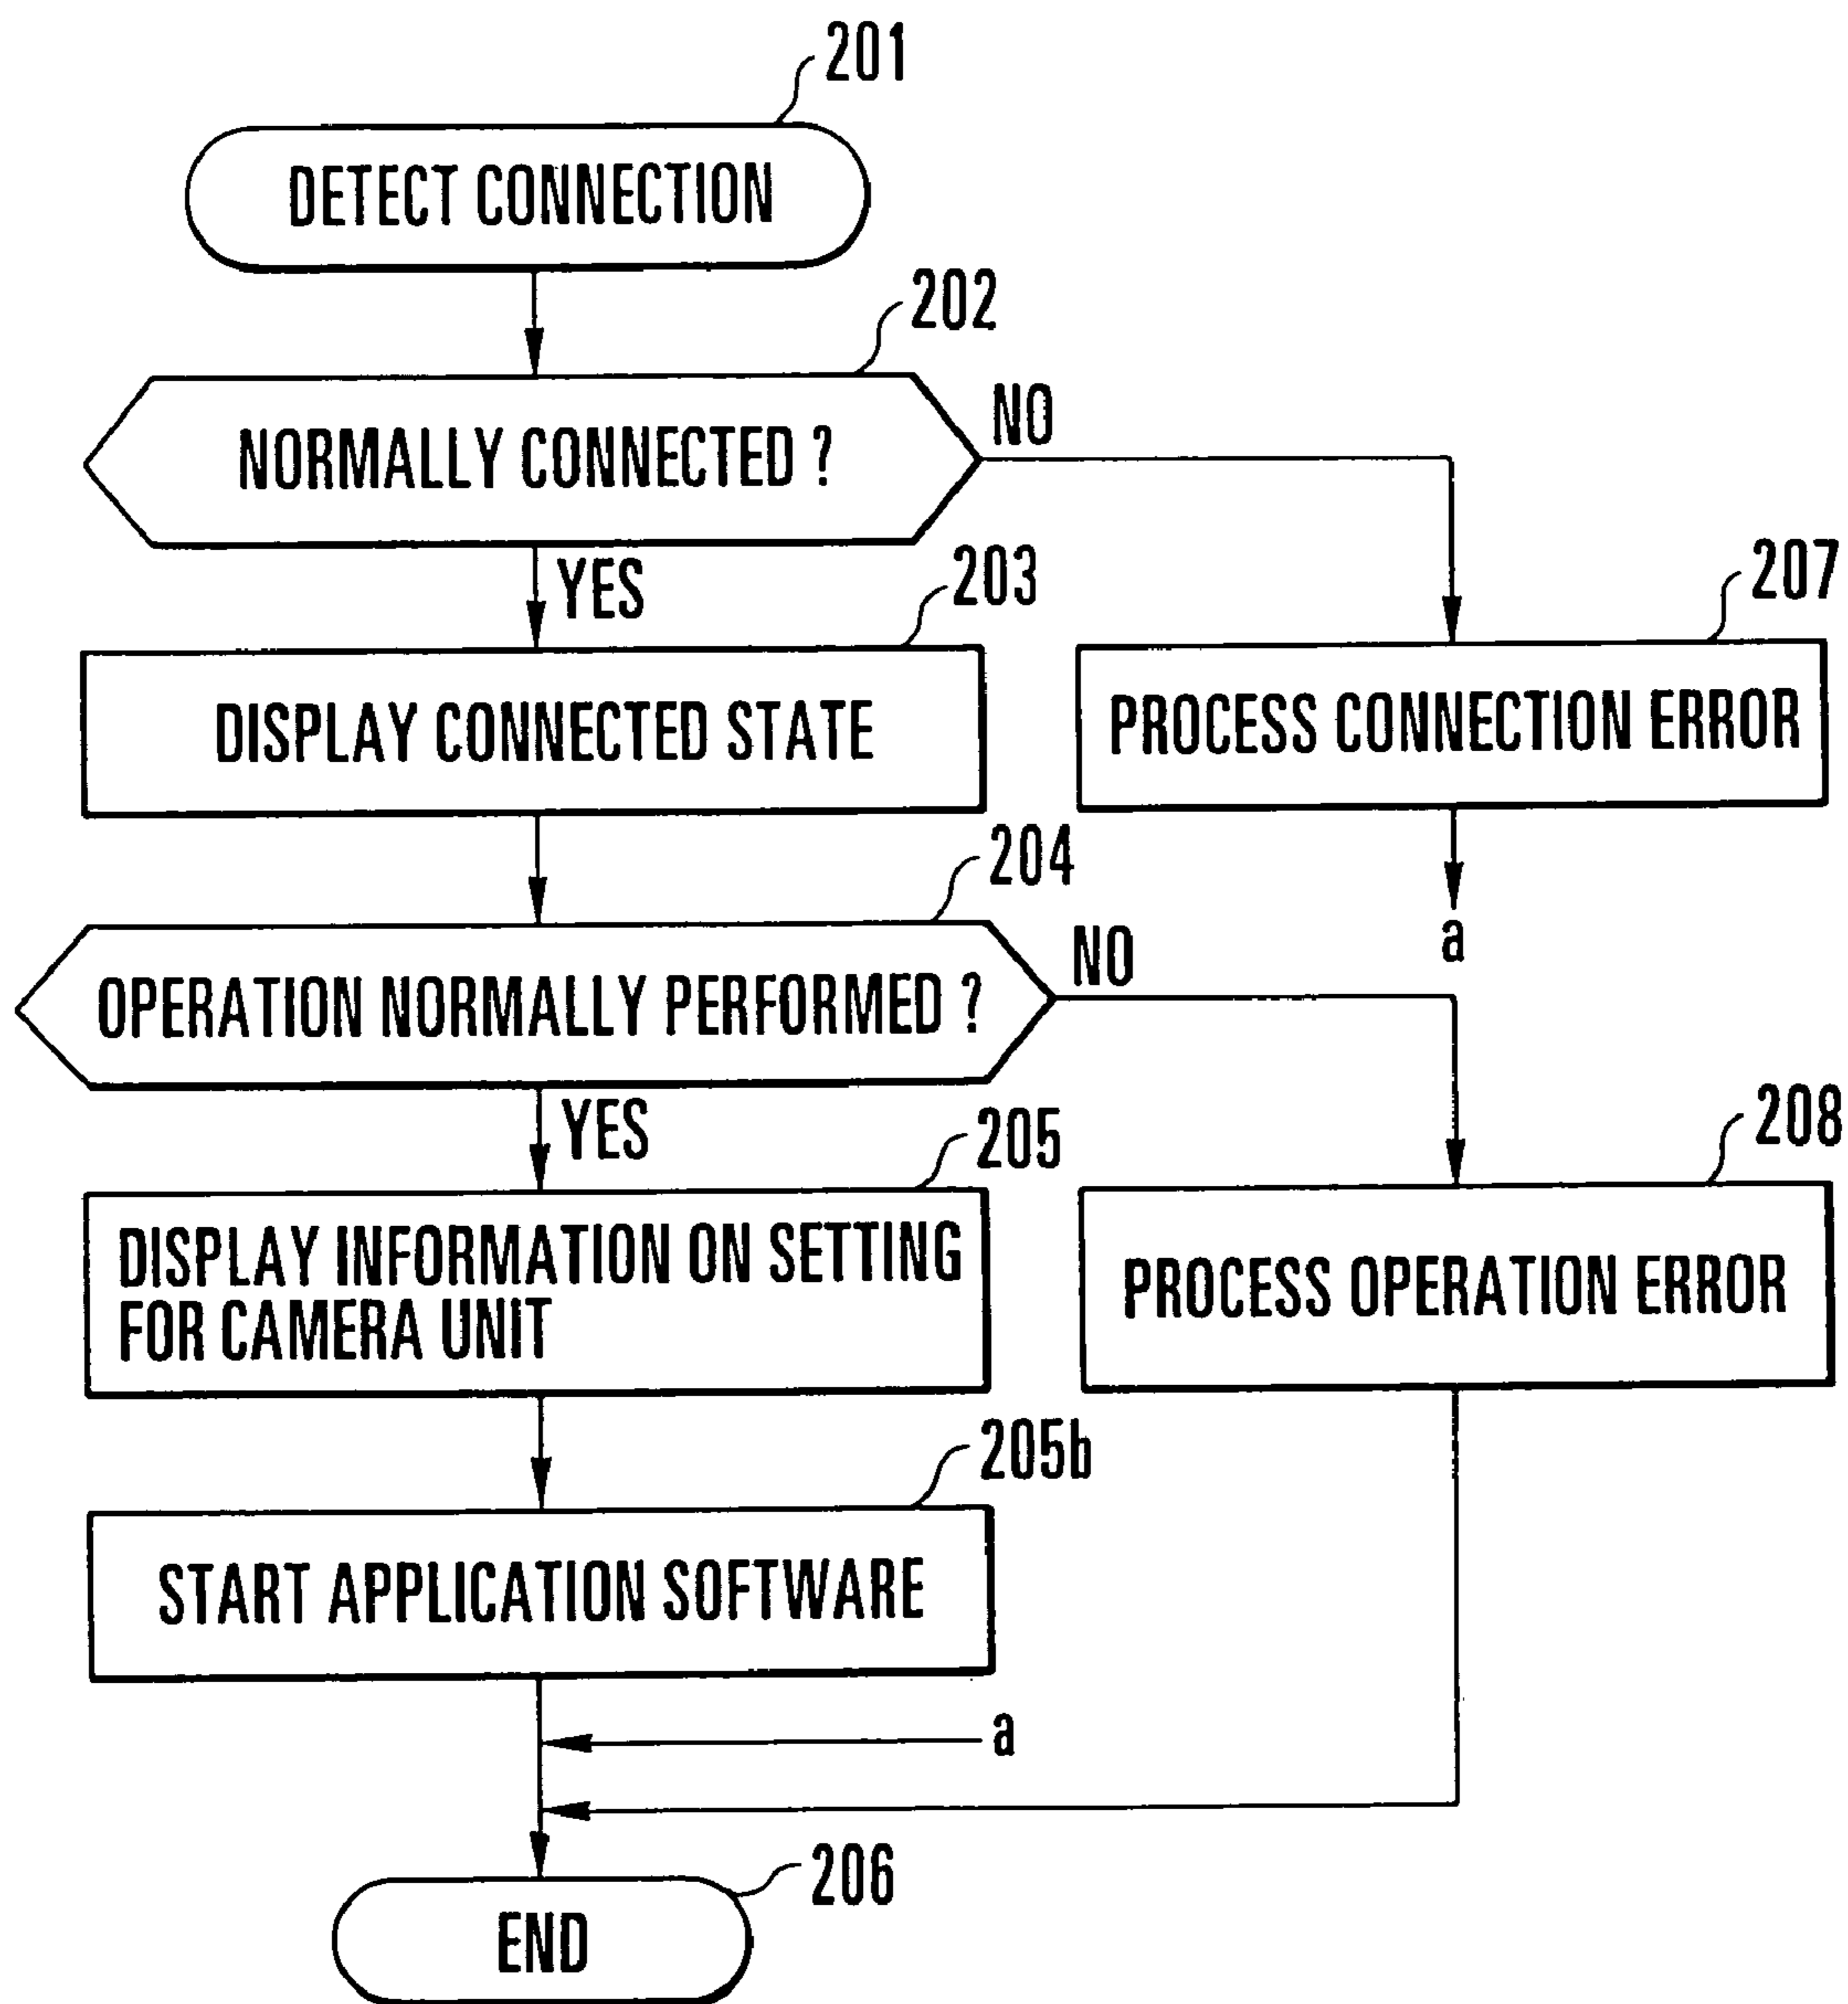 201
DETECT CONNECTION
202
NORMALLY CONNECTED ?
NO
YES
203
207
DISPLAY CONNECTED STATE
PROCESS CONNECTION ERROR
204
a
OPERATION NORMALLY PERFORMED ?
NO
YES
205
208
DISPLAY INFORMATION ON SETTING
FOR CAMERA UNIT
PROCESS OPERATION ERROR
205b
START APPLICATION SOFTWARE
a
206
END